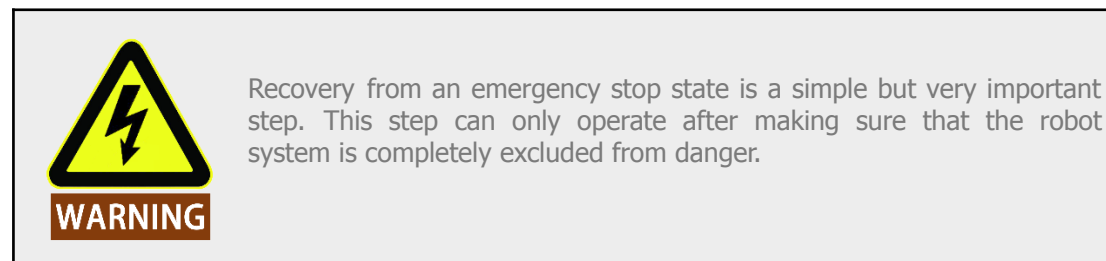 Recovery from an emergency stop state is a simple but very important
step. This step can only operate after making sure that the robot
system is completely excluded from danger.
WARNING